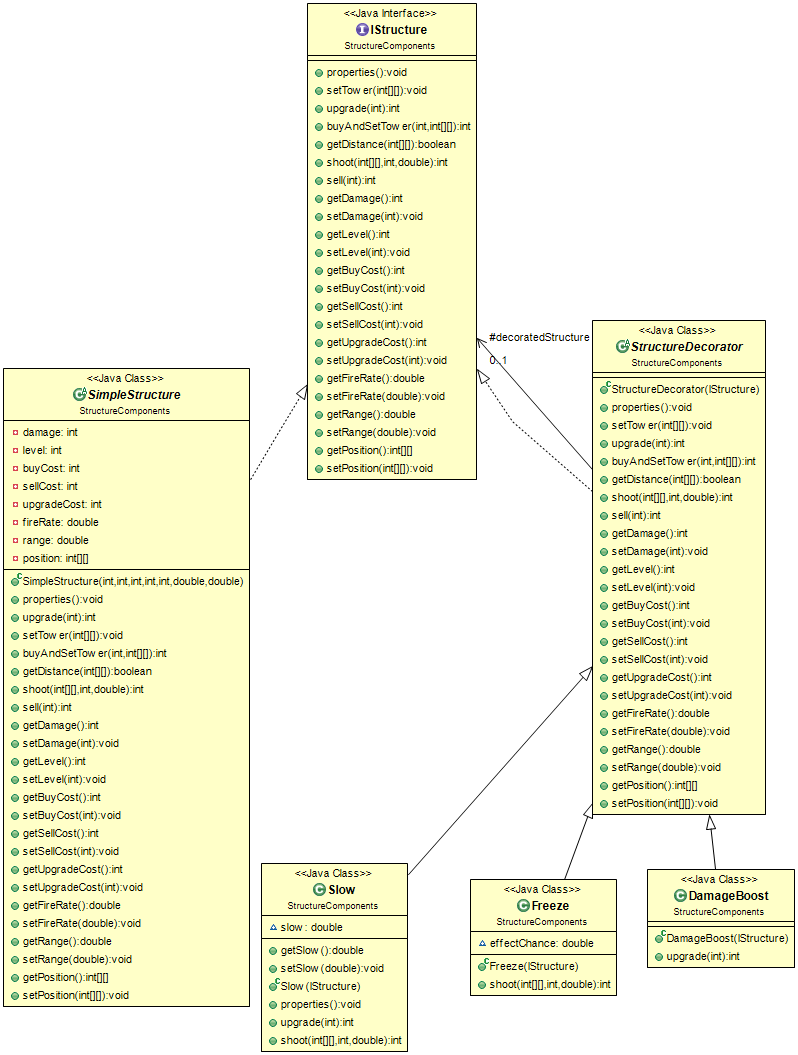 <<Java Interface>>
IStructure
StructureComponents
properties():void
setTower(int[][]):void
upgrade(int):int
buyAndSetTower(int,int[][]):int
getDistance(int[][]):boolean
shoot(int[][],int,double):int
sell(int):int
getDamage():int
setDamage(int):void
getLevel():int
setLevel(int):void
getBuyCost():int
setBuyCost(int):void
getSellCost():int
setSellCost(int):void
getUpgradeCost():int
setUpgradeCost(int):void
getFireRate():double
setFireRate(double):void
getRange():double
setRange(double):void
getPosition():int[][]
setPosition(int[][]):void
#decoratedStructure
0..1
<<Java Class>>
StructureDecorator
StructureComponents
StructureDecorator(IStructure)
properties():void
setTower(int[][]):void
upgrade(int):int
buyAndSetTower(int,int[][]):int
getDistance(int[][]):boolean
shoot(int[][],int,double):int
sell(int):int
getDamage():int
setDamage(int):void
getLevel():int
setLevel(int):void
getBuyCost():int
setBuyCost(int):void
getSellCost():int
setSellCost(int):void
getUpgradeCost():int
setUpgradeCost(int):void
getFireRate():double
setFireRate(double):void
getRange():double
setRange(double):void
getPosition():int[][]
setPosition(int[][]):void
<<Java Class>>
SimpleStructure
StructureComponents
damage: int
level: int
buyCost: int
sellCost: int
upgradeCost: int
fireRate: double
range: double
position: int[][]
SimpleStructure(int,int,int,int,int,double,double)
properties():void
upgrade(int):int
setTower(int[][]):void
buyAndSetTower(int,int[][]):int
getDistance(int[][]):boolean
shoot(int[][],int,double):int
sell(int):int
getDamage():int
setDamage(int):void
getLevel():int
setLevel(int):void
getBuyCost():int
setBuyCost(int):void
getSellCost():int
setSellCost(int):void
getUpgradeCost():int
setUpgradeCost(int):void
getFireRate():double
setFireRate(double):void
getRange():double
setRange(double):void
getPosition():int[][]
setPosition(int[][]):void
<<Java Class>>
Slow
StructureComponents
slow: double
getSlow():double
setSlow(double):void
Slow(IStructure)
properties():void
upgrade(int):int
shoot(int[][],int,double):int
<<Java Class>>
Freeze
StructureComponents
effectChance: double
Freeze(IStructure)
shoot(int[][],int,double):int
<<Java Class>>
DamageBoost
StructureComponents
DamageBoost(IStructure)
upgrade(int):int